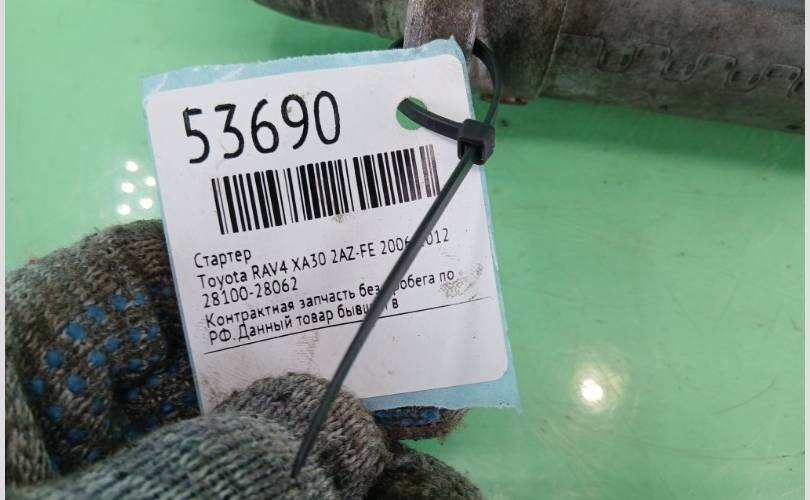 53690
Стартер
Toyota RAV4 XA30 2AZ-FE 2006-2012
28100-28062
Контрактная запчасть без пробега по
РФ.Данный товар бывший в